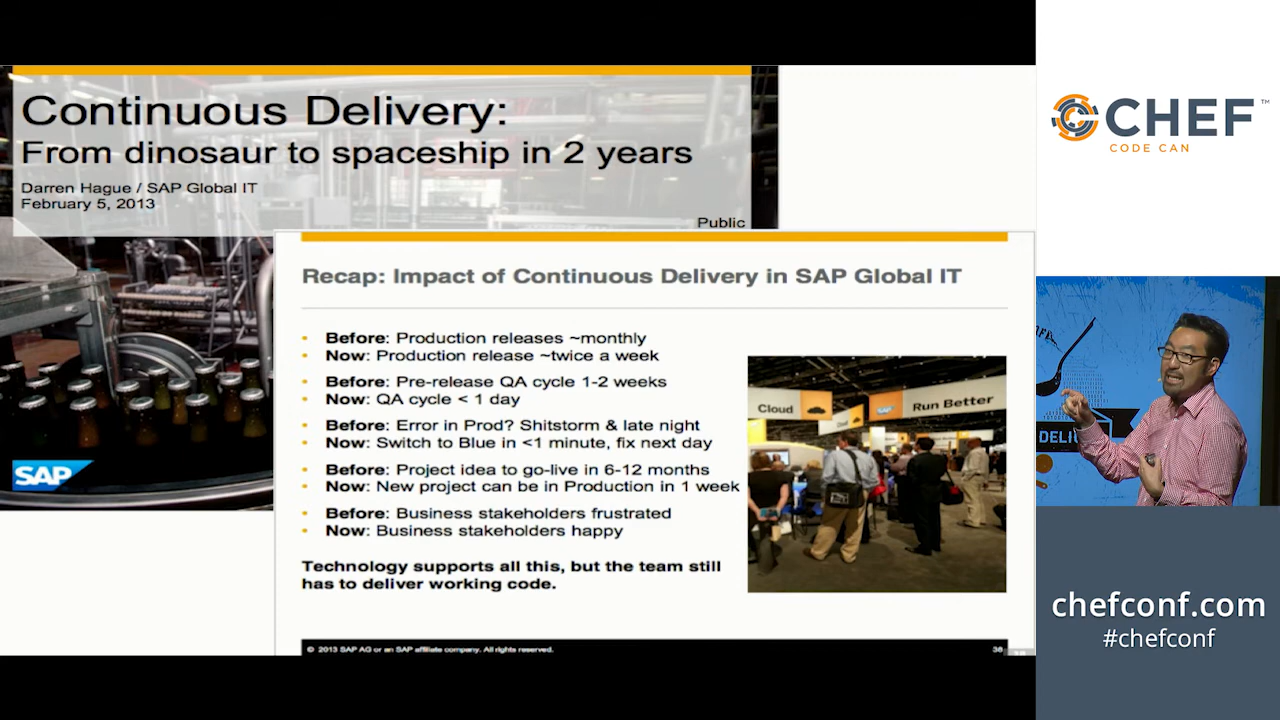 Continuous Delivery:
From dinosaur to spaceship in 2 years
Darren Hague / SAP Global IT
February 5, 2013
Public
SAP
Recap: Impact of Continuous Delivery in SAP Global IT
• Before: Production releases ~monthly
• Now: Production release ~twice a week
• Before: Pre-release QA cycle 1-2 weeks
• Now: QA cycle < 1 day
• Before: Error in Prod? Shitstorm & late night
• Now: Switch to Blue in <1 minute, fix next day
• Before: Project idea to go-live in 6-12 months
• Now: New project can be in Production in 1 week
• Before: Business stakeholders frustrated
• Now: Business stakeholders happy
Technology supports all this, but the team still
has to deliver working code.
Cloud
SAP
Run Better
© 2013 SAP AG or an SAP affiliate company. All rights reserved.
38
CHEF™
CODE CAN
DELI
chefconf.com
#chefconf